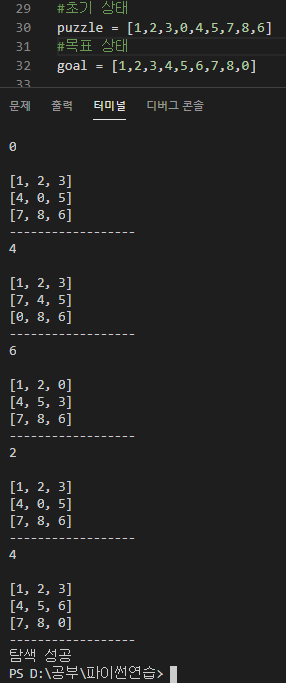 29 #초기 상태
30 puzzle = [1,2,3,0,4,5,7,8,6]
31 #목표 상태
32 goal = [1,2,3,4,5,6,7,8,0]
33
문제 출력 터미널 디버그 콘솔
0
[1, 2, 3]
[4, 0, 5]
[7, 8, 6]
------------------
4
[1, 2, 3]
[7, 4, 5]
[0, 8, 6]
------------------
6
[1, 2, 0]
[4, 5, 3]
[7, 8, 6]
------------------
2
[1, 2, 3]
[4, 0, 5]
[7, 8, 6]
------------------
4
[1, 2, 3]
[4, 5, 6]
[7, 8, 0]
------------------
탐색 성공
PS D:\공부\파이썬연습>